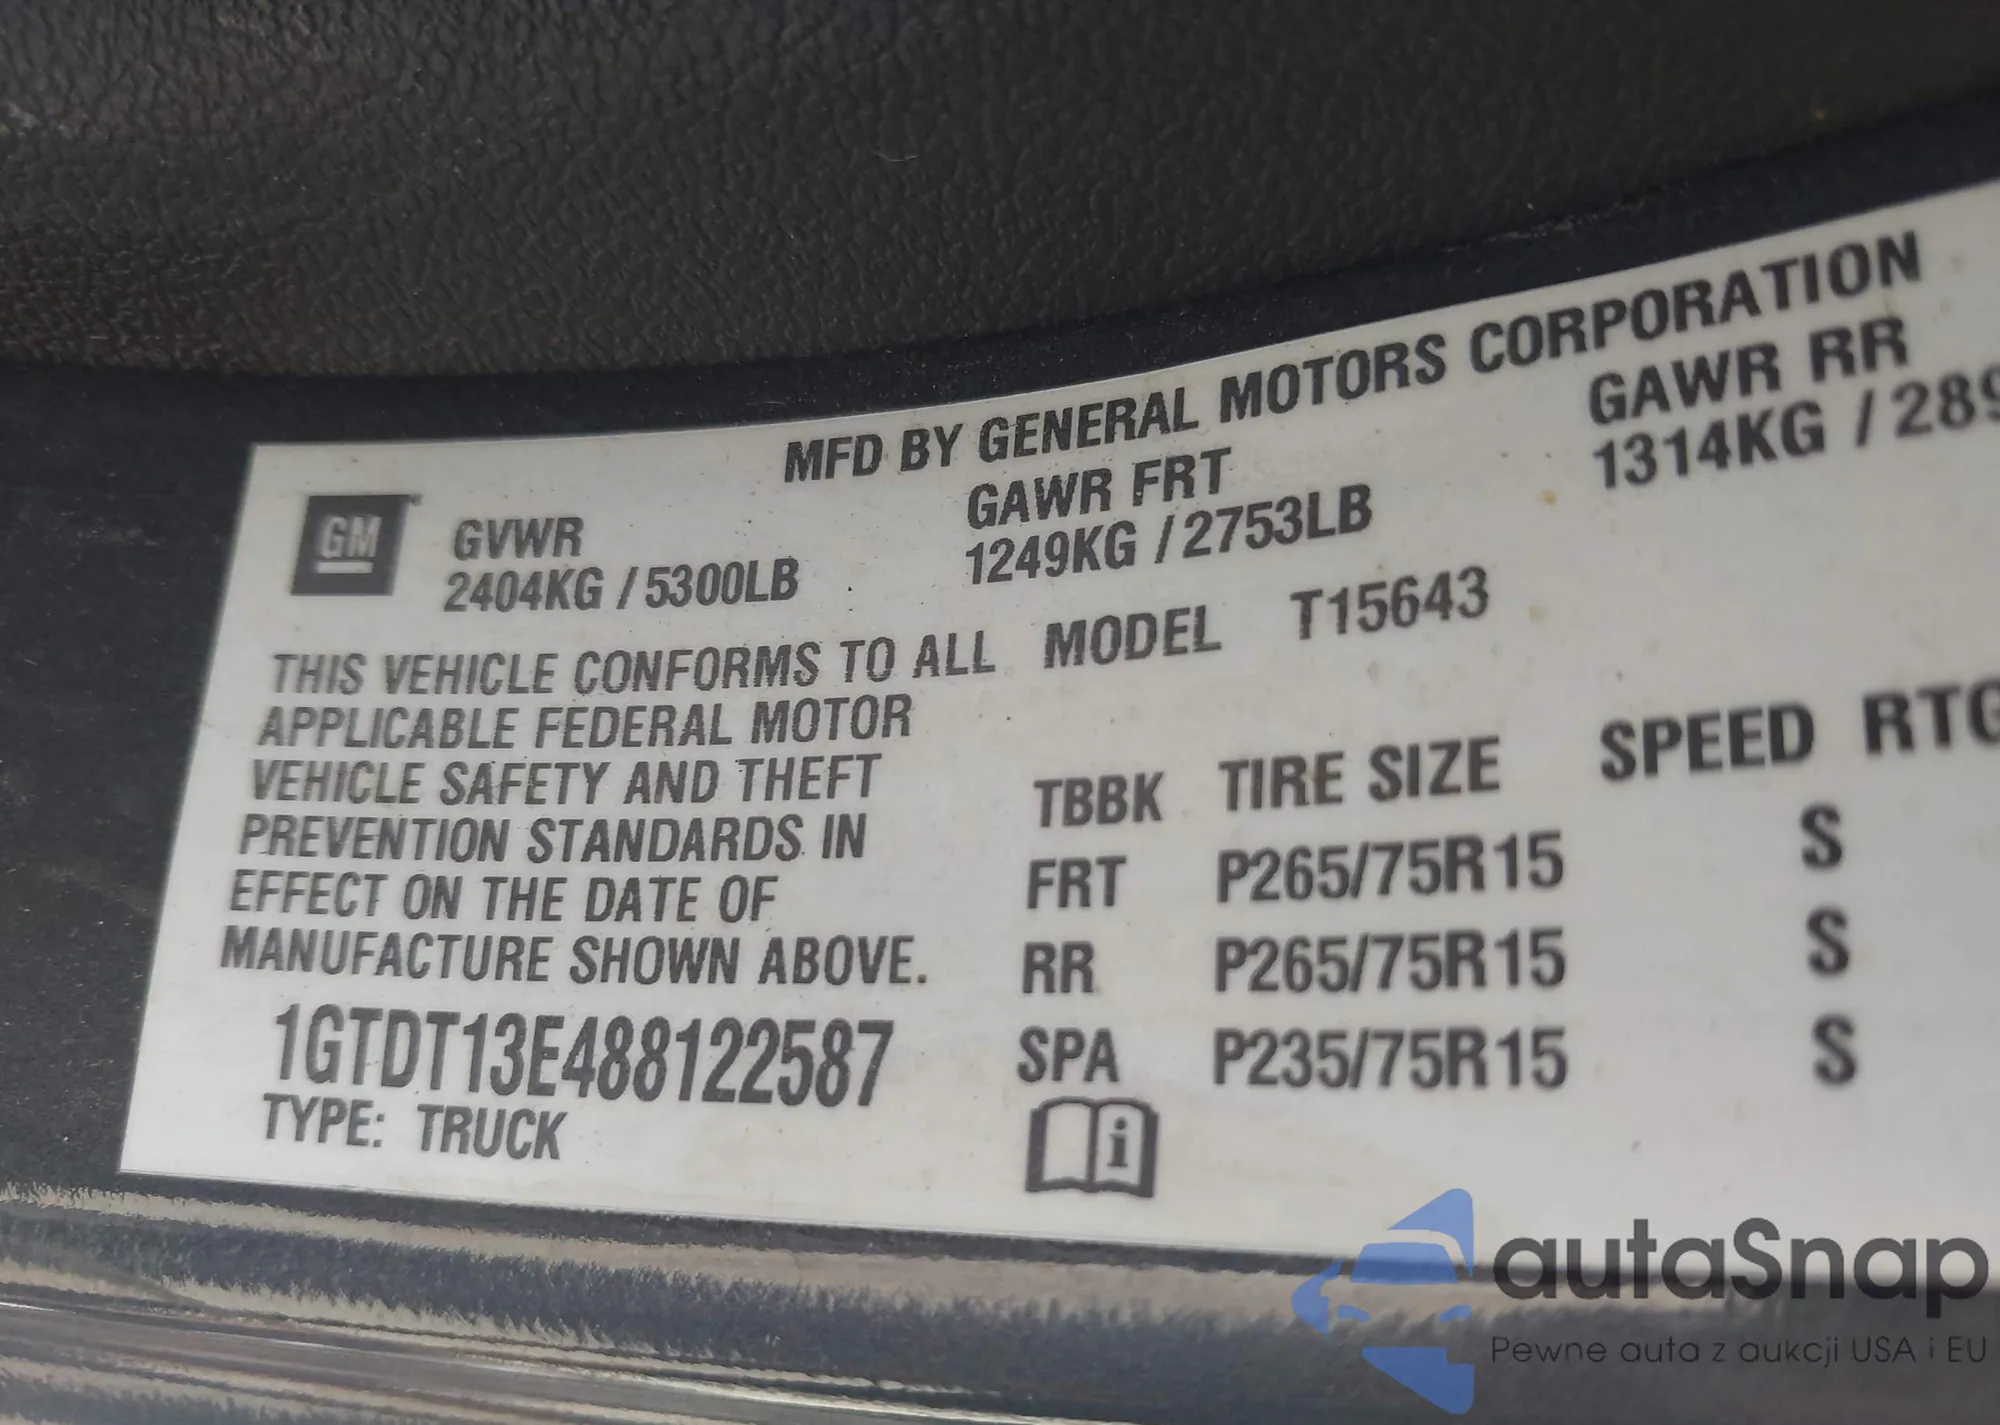 MFD BY GENERAL MOTORS CORPORATION
GM GVWR GAWR FRT GAWR RR
2404KG / 5300LB 1249KG / 2753LB 1314KG / 289
THIS VEHICLE CONFORMS TO ALL MODEL T15643
APPLICABLE FEDERAL MOTOR
VEHICLE SAFETY AND THEFT
PREVENTION STANDARDS IN
EFFECT ON THE DATE OF
MANUFACTURE SHOWN ABOVE.
1GTDT13E488122587
TYPE: TRUCK
TBBK TIRE SIZE SPEED RTG
FRT P265/75R15 S
RR P265/75R15 S
SPA P235/75R15 S
i
autaSnap
Pewne auta z aukcji USA i EU